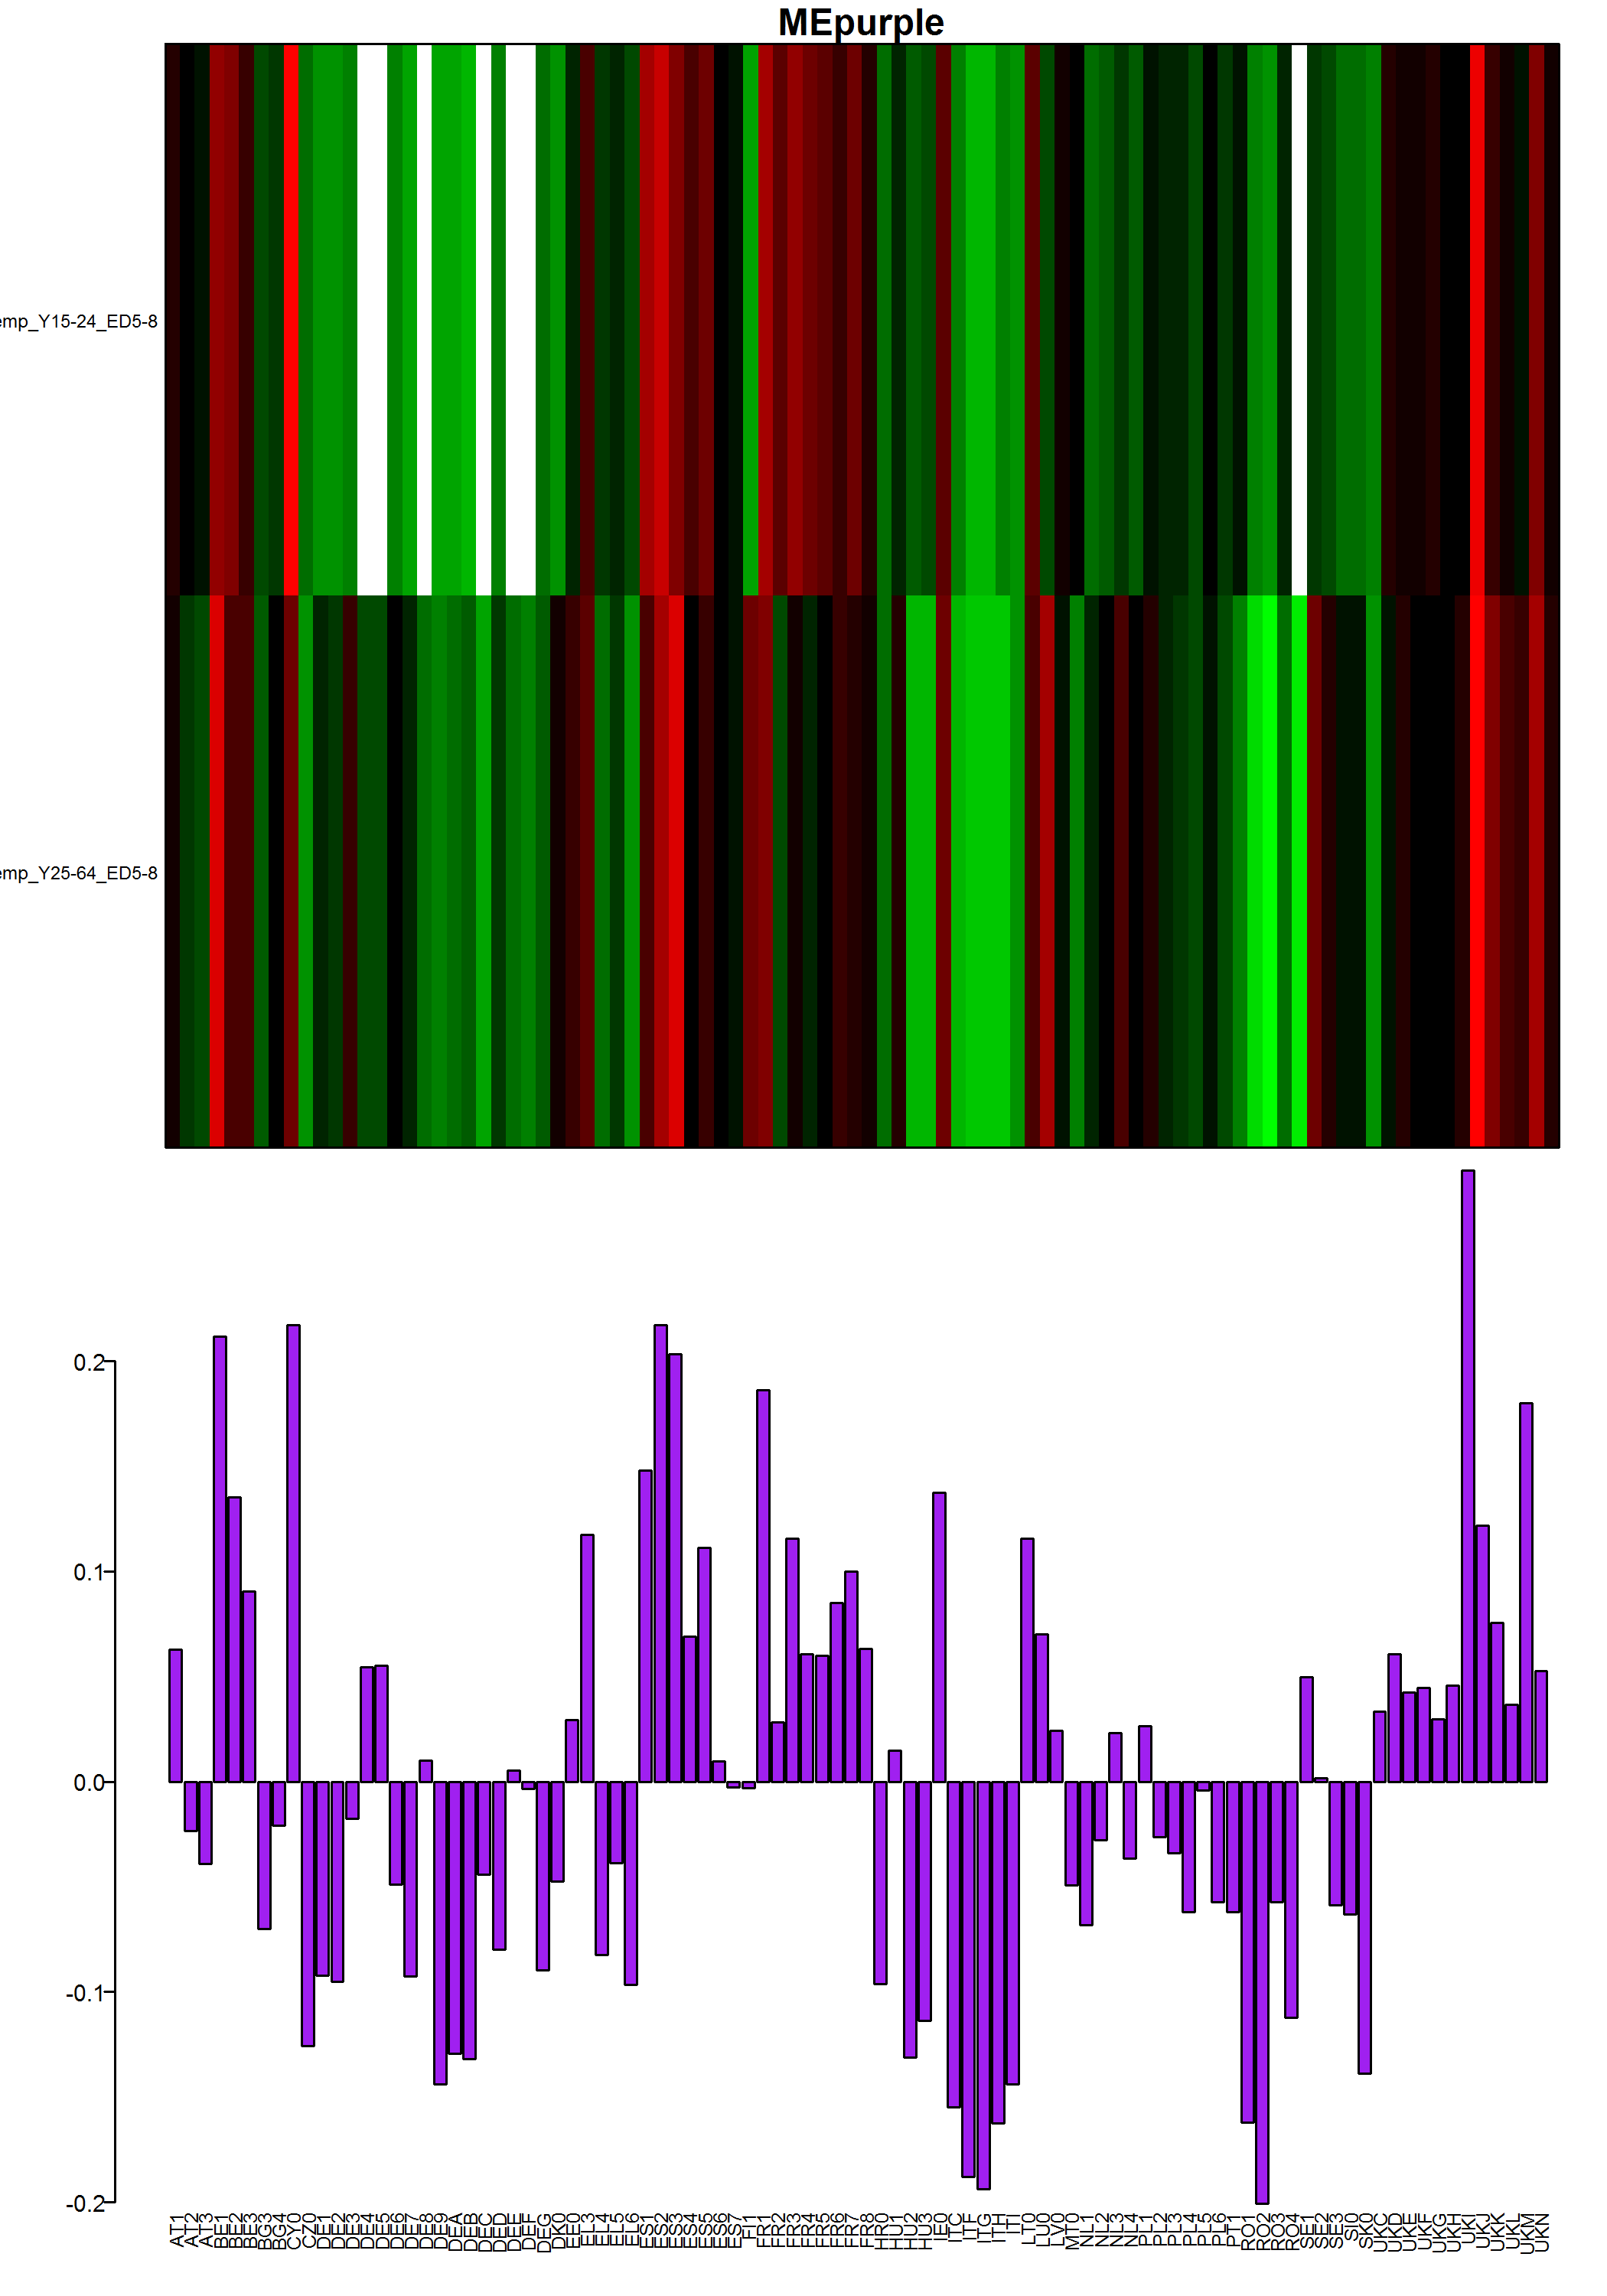 MEpurple
emp_Y15-24_ED5-8
emp_Y25-64_ED5-8
0.2
0.1
0.0
-0.1
-0.2
AT1
AT2
AT3
BE1
BE2
BE3
BG3
BG4
CY0
CZ0
DE1
DE2
DE3
DE4
DE5
DE6
DE7
DE8
DE9
DEA
DEB
DEC
DED
DEE
DEF
DEG
DK0
EE0
EL3
EL4
EL5
EL6
ES1
ES2
ES3
ES4
ES5
ES6
ES7
FI1
FR1
FR2
FR3
FR4
FR5
FR6
FR7
FR8
HR0
HU1
HU2
HU3
IE0
ITC
ITF
ITG
ITH
ITI
LT0
LU0
LV0
MT0
NL1
NL2
NL3
NL4
PL1
PL2
PL3
PL4
PL5
PL6
PT1
RO1
RO2
RO3
RO4
SE1
SE2
SE3
SI0
SK0
UKC
UKD
UKE
UKF
UKG
UKH
UKI
UKJ
UKK
UKL
UKM
UKN